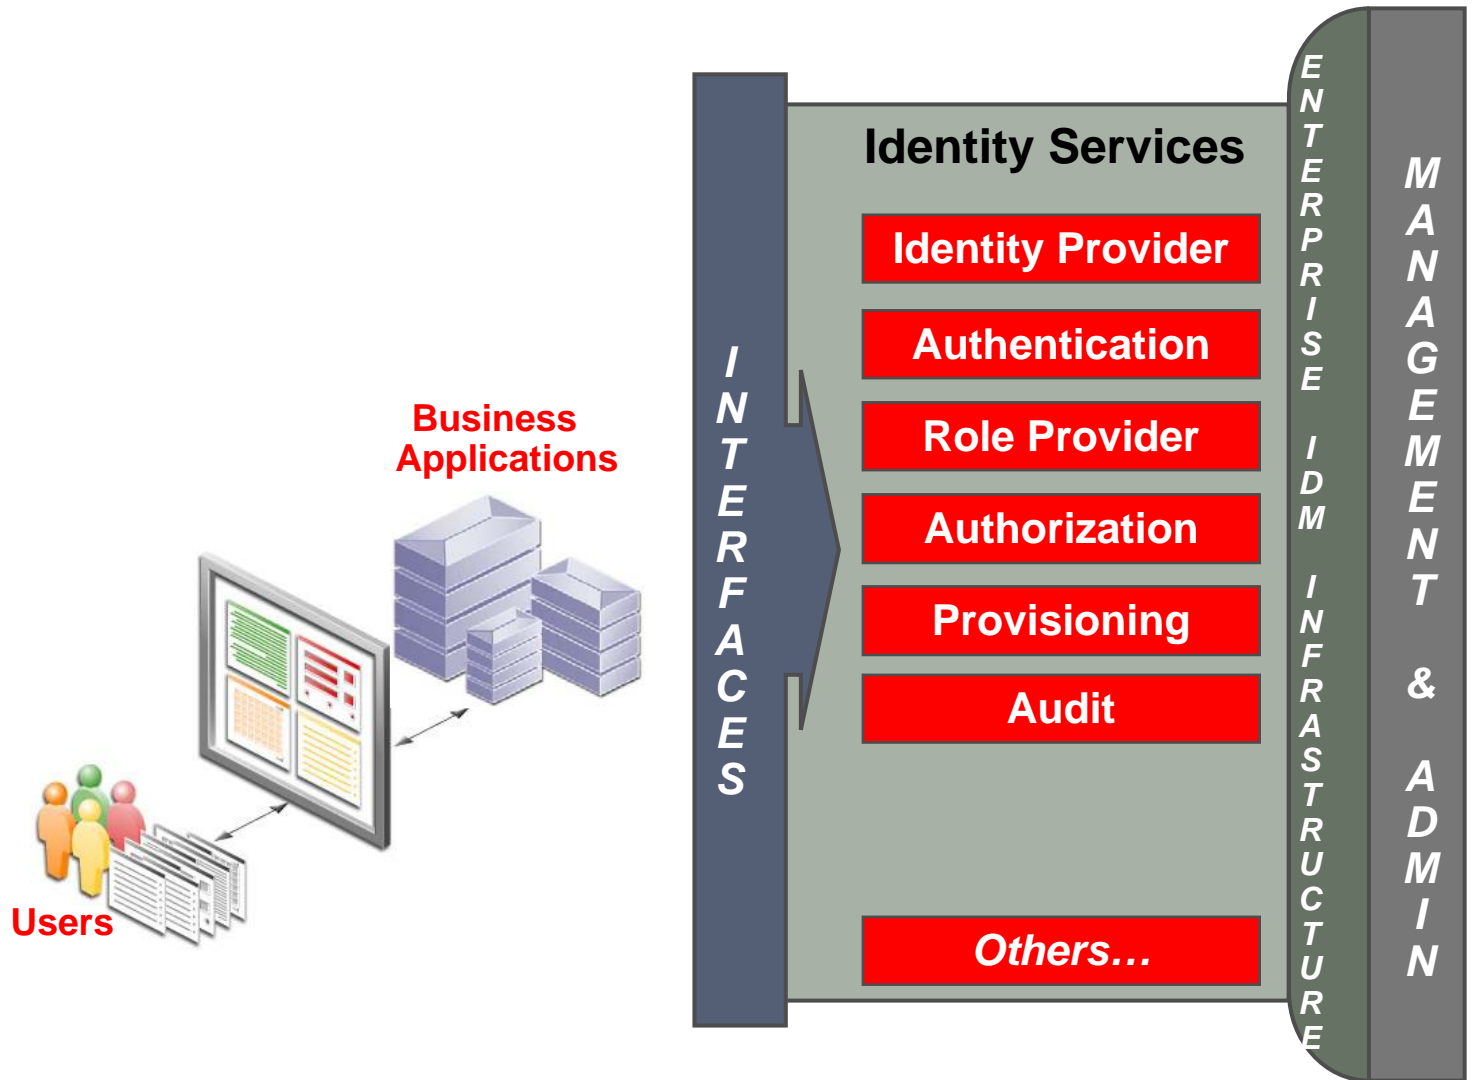 Business
Applications
Users
INTERFACES
Identity Services
Identity Provider
Authentication
Role Provider
Authorization
Provisioning
Audit
Others…
ENTERPRISE IDM INFRASTRUCTURE
MANAGEMENT & ADMIN